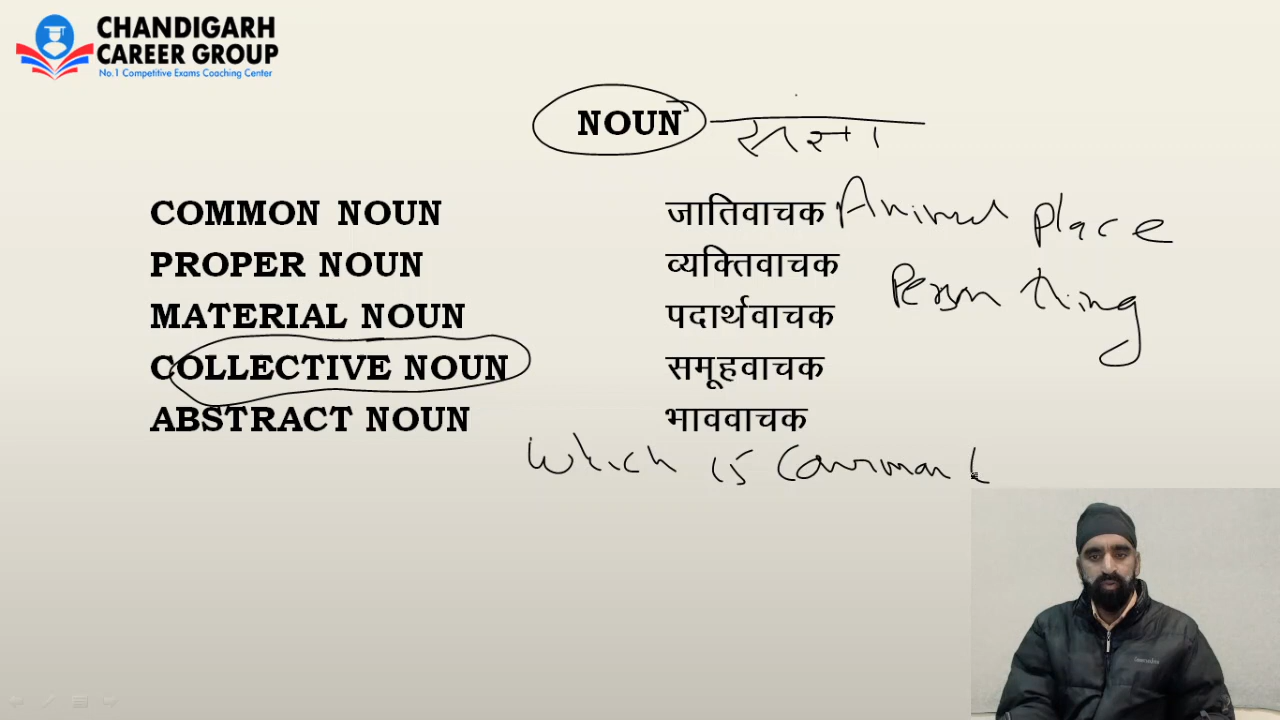 CHANDIGARH
CAREER GROUP
No.1 Competitive Exams Coaching Center
NOUN संज्ञा
COMMON NOUN जातिवाचक Animal place
PROPER NOUN व्यक्तिवाचक Person thing
MATERIAL NOUN पदार्थवाचक
COLLECTIVE NOUN समूहवाचक
ABSTRACT NOUN भाववाचक
which is common